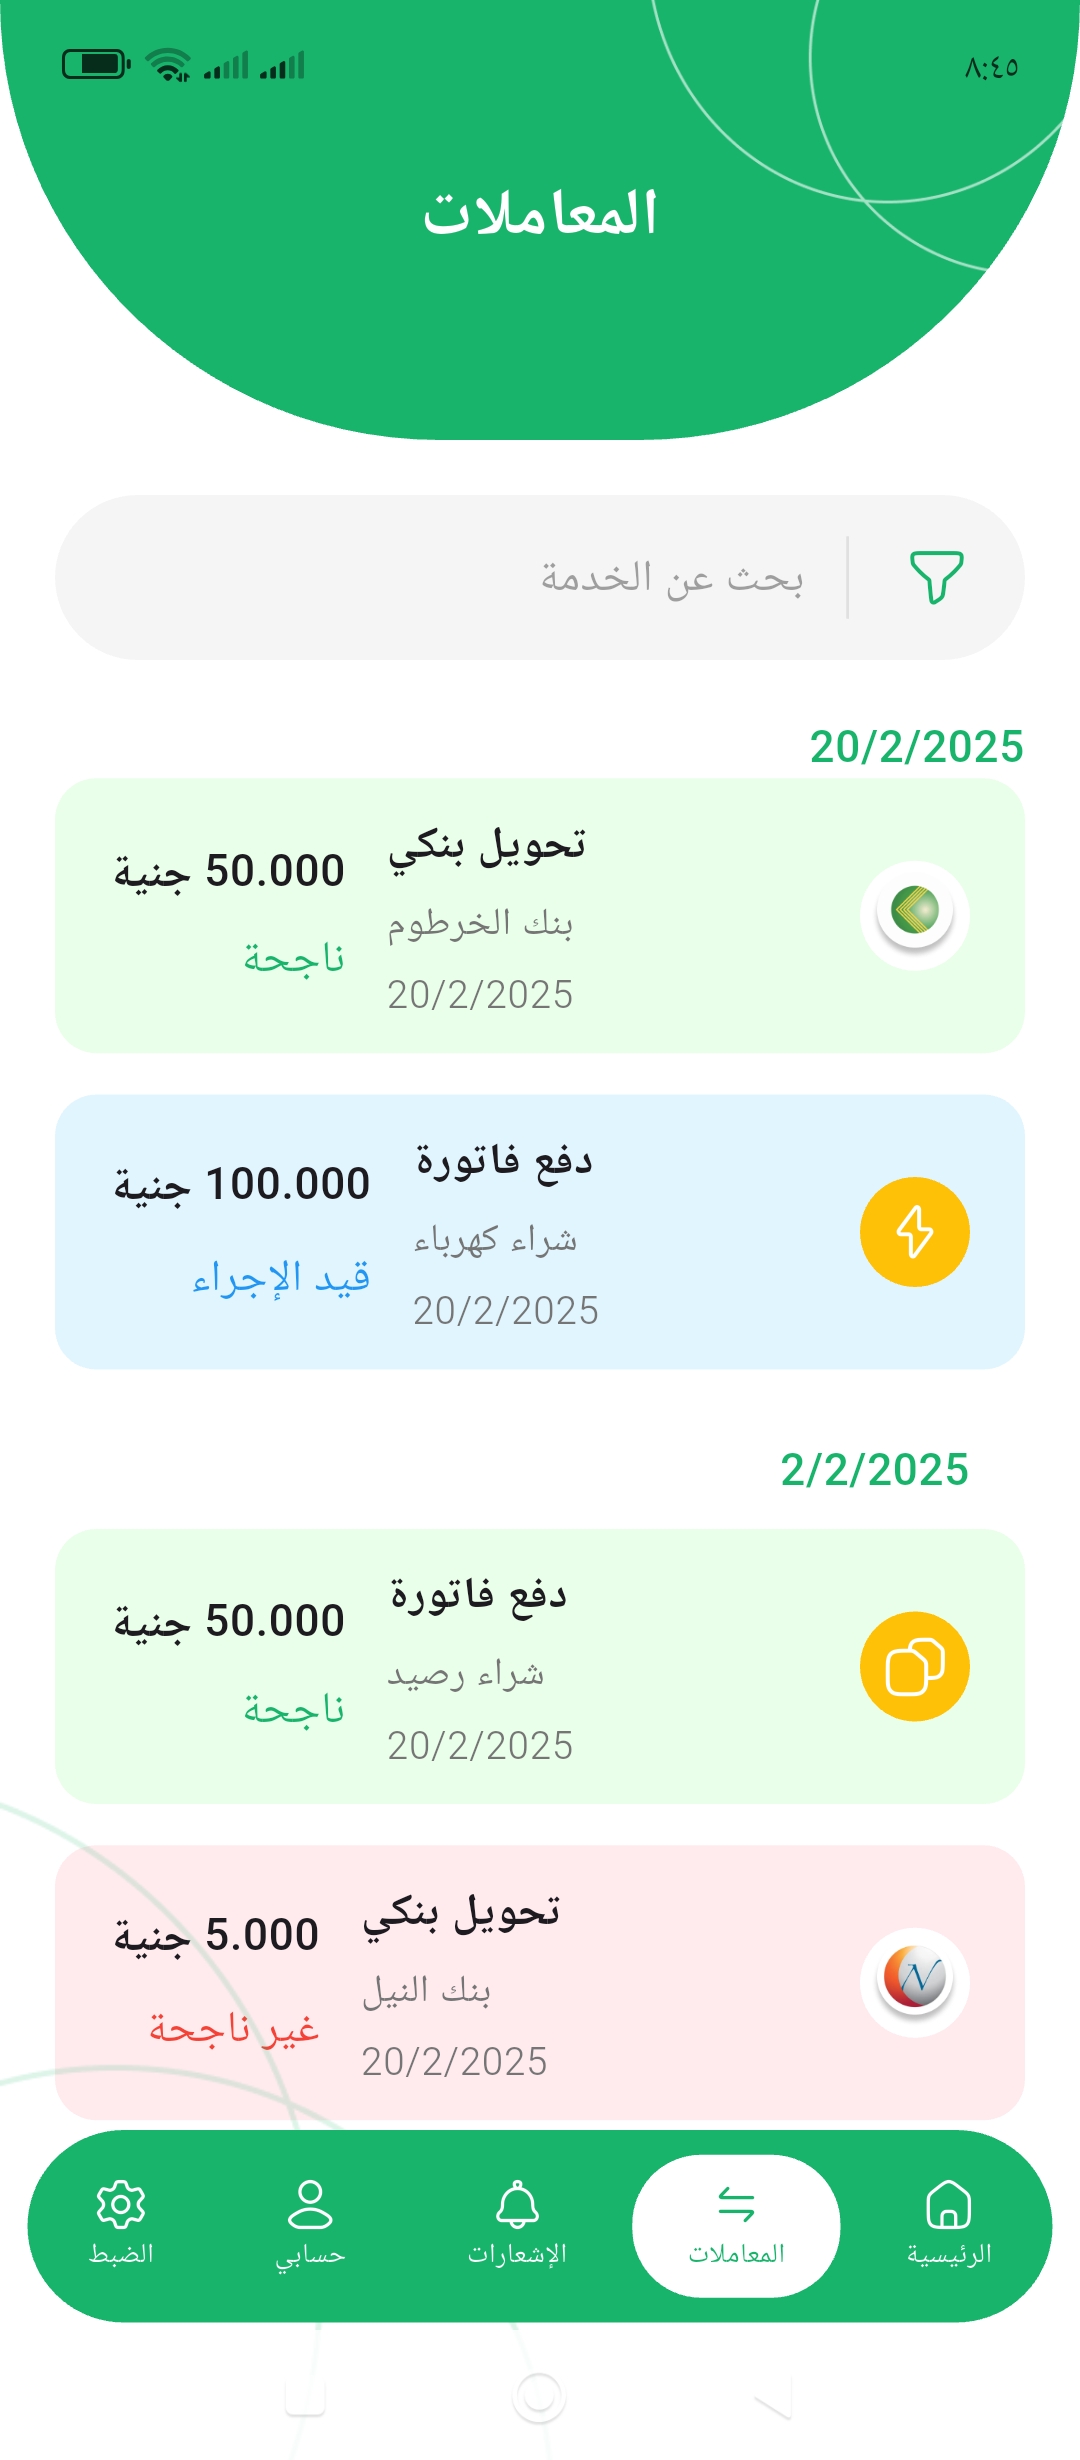 ٨:٤٥
المعاملات
بحث عن الخدمة
20/2/2025
تحويل بنكي
بنك الخرطوم
20/2/2025
50.000 جنية
ناجحة
دفع فاتورة
شراء كهرباء
20/2/2025
100.000 جنية
قيد الإجراء
2/2/2025
دفع فاتورة
شراء رصيد
20/2/2025
50.000 جنية
ناجحة
تحويل بنكي
بنك النيل
20/2/2025
5.000 جنية
غير ناجحة
الرئيسية
المعاملات
الإشعارات
حسابي
الضبط